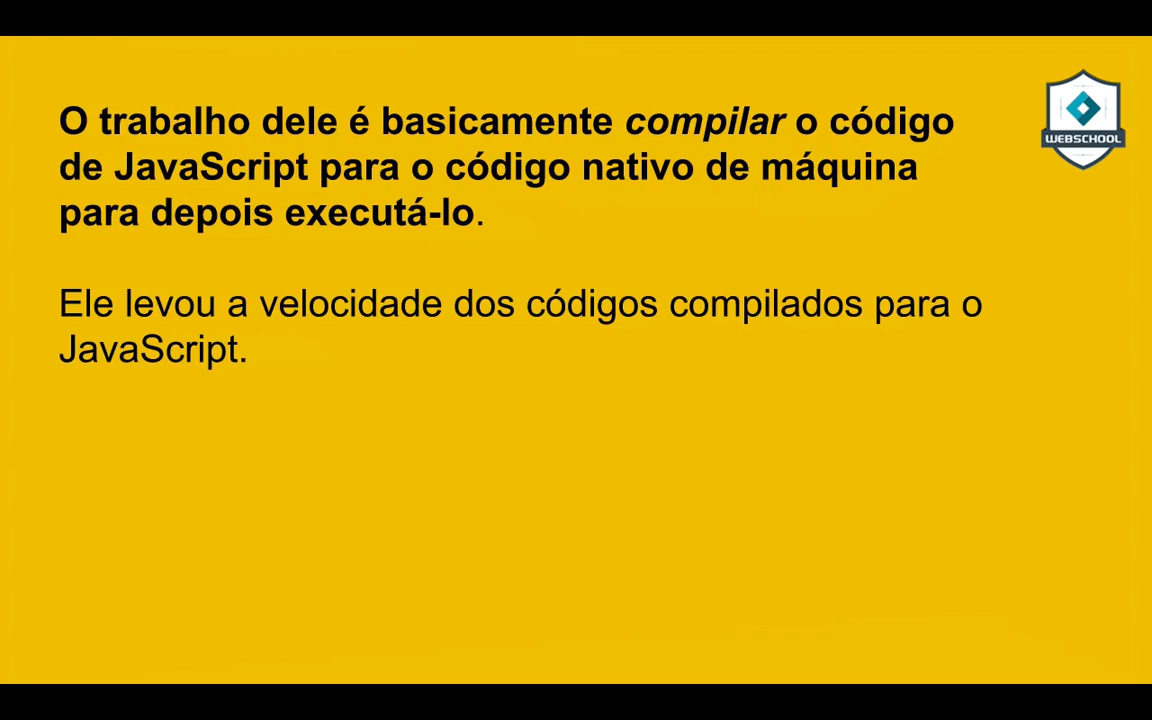 O trabalho dele é basicamente compilar o código
de JavaScript para o código nativo de máquina
para depois executá-lo.
Ele levou a velocidade dos códigos compilados para o
JavaScript.
WEBSCHOOL